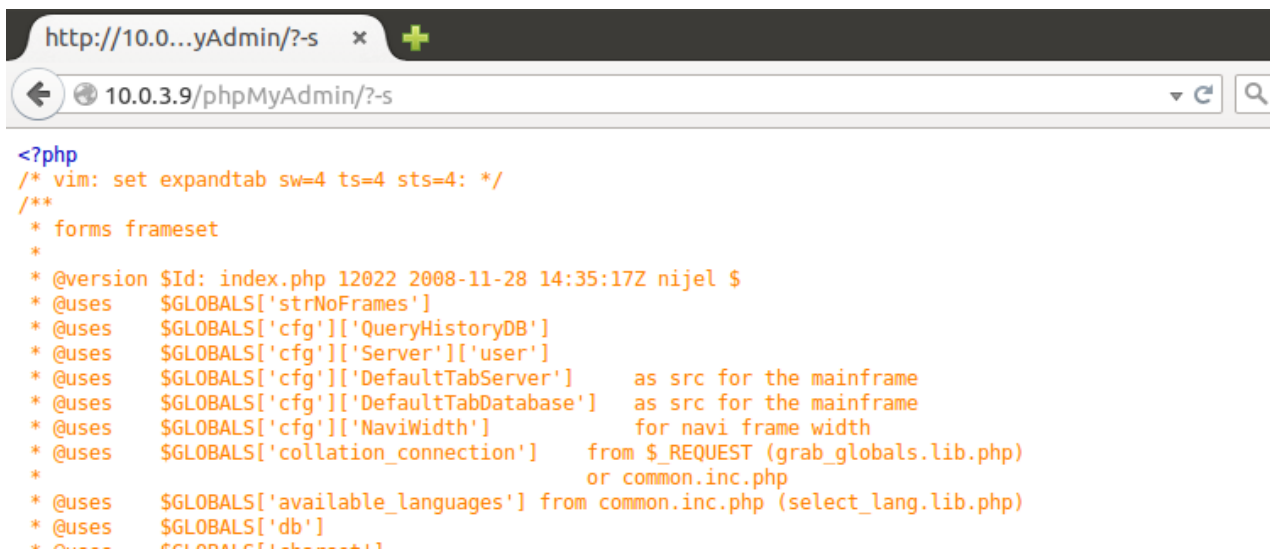 http://10.0...yAdmin/?-s
10.0.3.9/phpMyAdmin/?-s
<?php
/* vim: set expandtab sw=4 ts=4 sts=4: */
/**
 * forms frameset
 *
 * @version $Id: index.php 12022 2008-11-28 14:35:17Z nijel $
 * @uses    $GLOBALS['strNoFrames']
 * @uses    $GLOBALS['cfg']['QueryHistoryDB']
 * @uses    $GLOBALS['cfg']['Server']['user']
 * @uses    $GLOBALS['cfg']['DefaultTabServer']     as src for the mainframe
 * @uses    $GLOBALS['cfg']['DefaultTabDatabase']   as src for the mainframe
 * @uses    $GLOBALS['cfg']['NaviWidth']            for navi frame width
 * @uses    $GLOBALS['collation_connection']    from $_REQUEST (grab_globals.lib.php)
 *                                              or common.inc.php
 * @uses    $GLOBALS['available_languages'] from common.inc.php (select_lang.lib.php)
 * @uses    $GLOBALS['db']